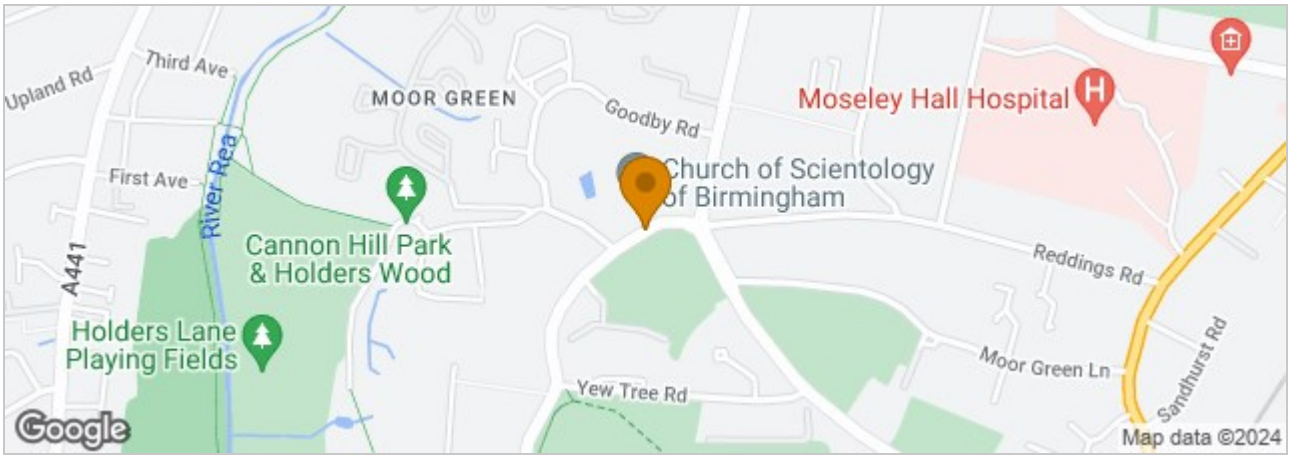 Third Ave
Upland Rd
MOOR GREEN
Goodby Rd
Moseley Hall Hospital
H
River Rea
First Ave
Church of Scientology
of Birmingham
Cannon Hill Park
& Holders Wood
A441
Reddings Rd
Holders Lane
Playing Fields
Moor Green Ln
Sandhurst Rd
Yew Tree Rd
Google
Map data ©2024